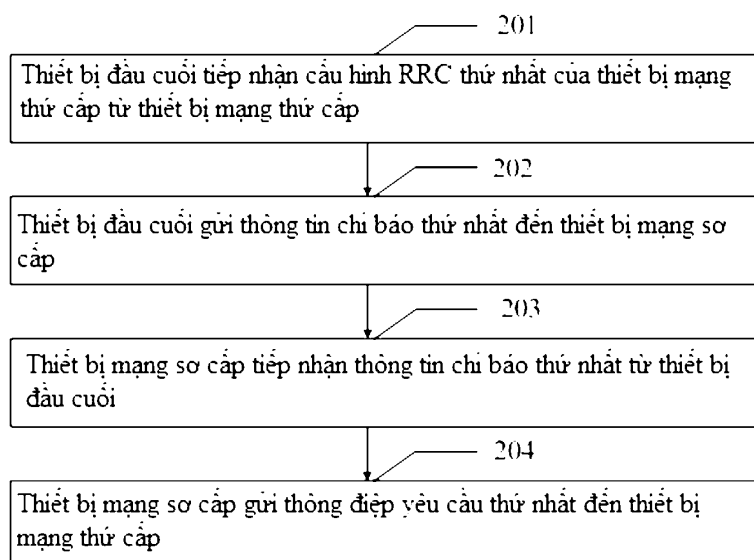 201
Thiết bị đầu cuối tiếp nhận cấu hình RRC thứ nhất của thiết bị mạng
thứ cấp từ thiết bị mạng thứ cấp
202
Thiết bị đầu cuối gửi thông tin chỉ báo thứ nhất đến thiết bị mạng sơ
cấp
203
Thiết bị mạng sơ cấp tiếp nhận thông tin chỉ báo thứ nhất từ thiết bị
đầu cuối
204
Thiết bị mạng sơ cấp gửi thông điệp yêu cầu thứ nhất đến thiết bị
mạng thứ cấp